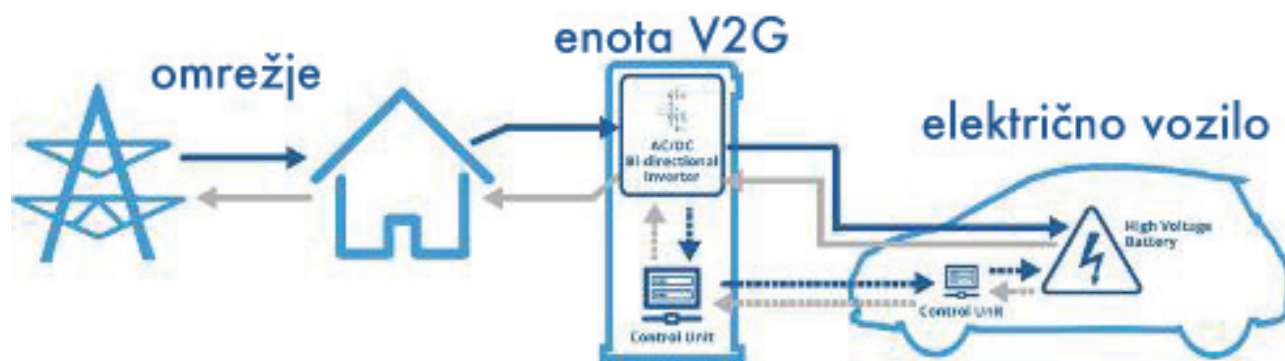 omrežje
enota V2G
električno vozilo
AC/DC
Bi-directional
Inverter
Control Unit
High Voltage
Battery
Control Unit